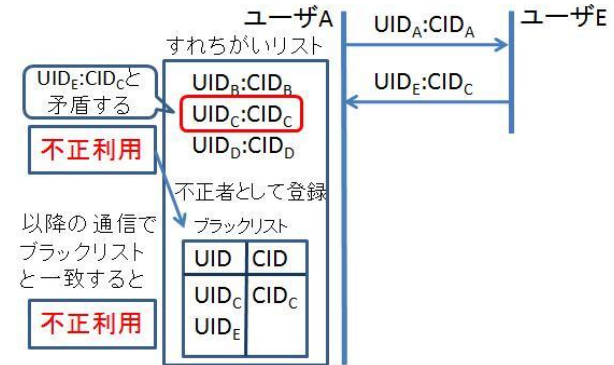 ユーザA
ユーザE
すれちがいリスト
UIDA:CIDA
UIDE:CIDCと
矛盾する
UIDB:CIDB
UIDE:CIDC
UIDC:CIDC
不正利用
UIDD:CIDD
不正者として登録
以降の通信で
ブラックリスト
ブラックリスト
と一致すると
UID
CID
UIDC
CIDC
UIDE
不正利用